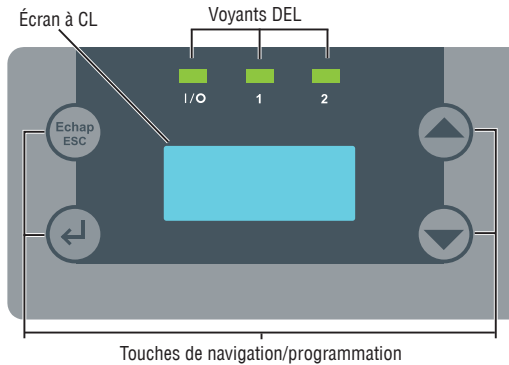 Écran à CL
Voyants DEL
I/O
1
2
Echap
ESC
Touches de navigation/programmation